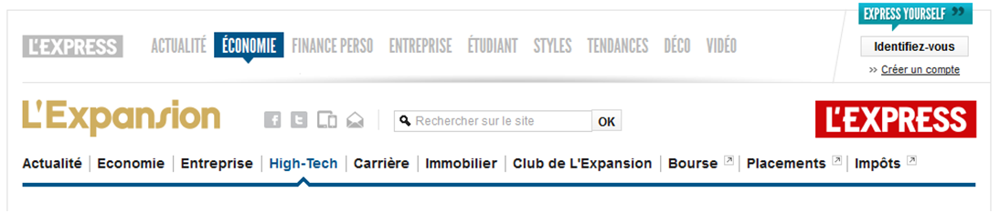 EXPRESS YOURSELF
L'EXPRESS ACTUALITÉ ÉCONOMIE FINANCE PERSO ENTREPRISE ÉTUDIANT STYLES TENDANCES DÉCO VIDÉO
Identifiez-vous
>> Créer un compte
L'Expansion Rechercher sur le site OK L'EXPRESS
Actualité Economie Entreprise High-Tech Carrière Immobilier Club de L'Expansion Bourse Placements Impôts